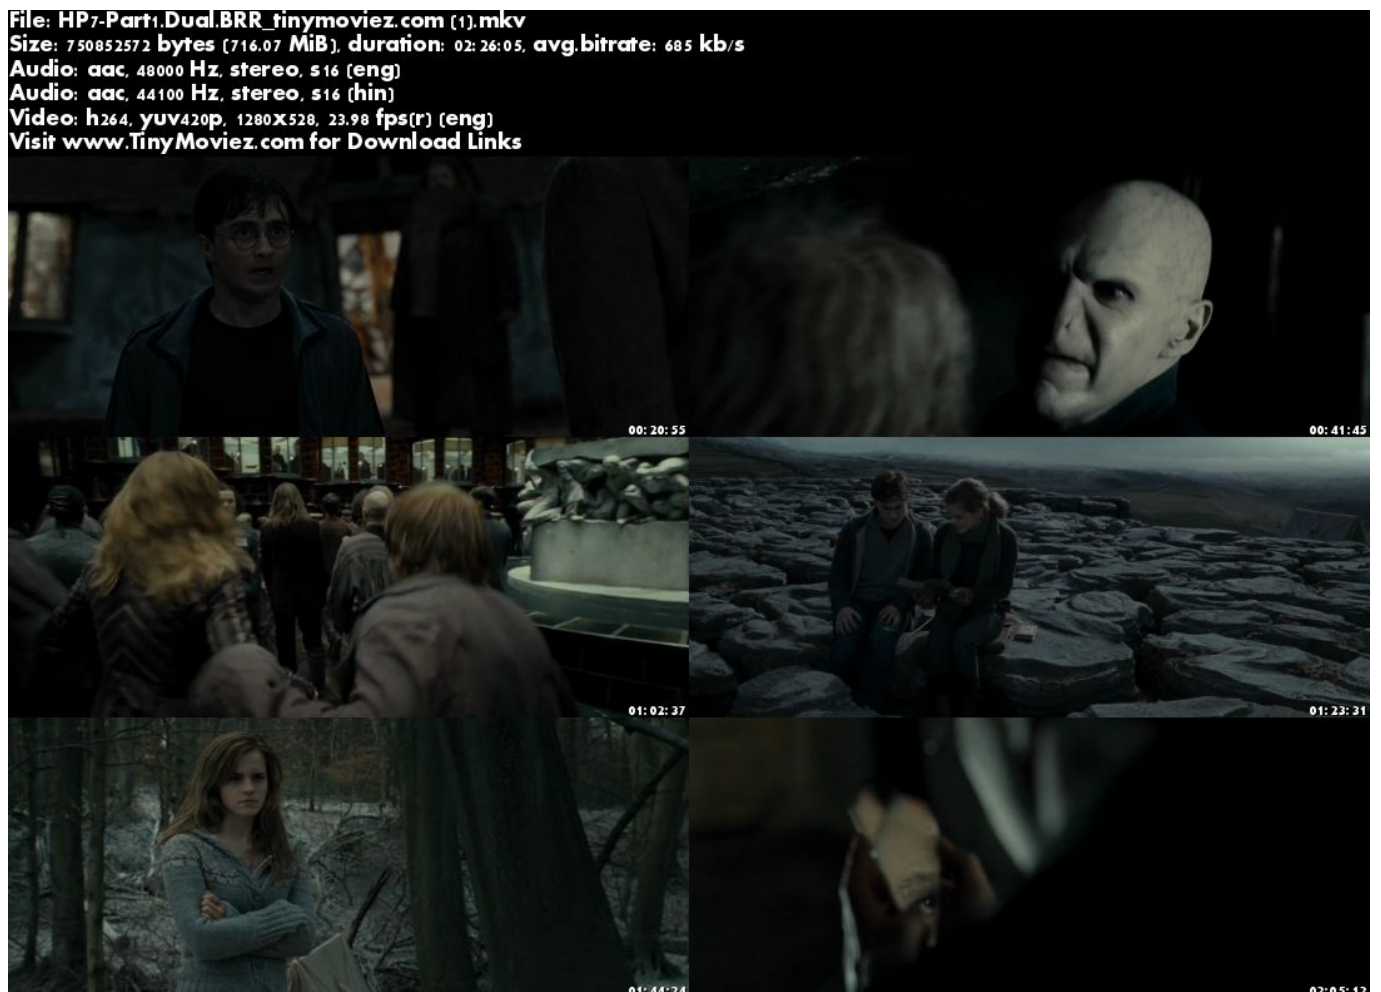 File: HP7-Part1.Dual.BRR_tinymoviez.com (1).mkv
Size: 750852572 bytes (716.07 MiB), duration: 02:26:05, avg.bitrate: 685 kb/s
Audio: aac, 48000 Hz, stereo, s16 (eng)
Audio: aac, 44100 Hz, stereo, s16 (hin)
Video: h264, yuv420p, 1280x528, 23.98 fps(r) (eng)
Visit www.TinyMoviez.com for Download Links
00:20:55
00:41:45
01:02:37
01:23:31
01:44:24
02:05:12